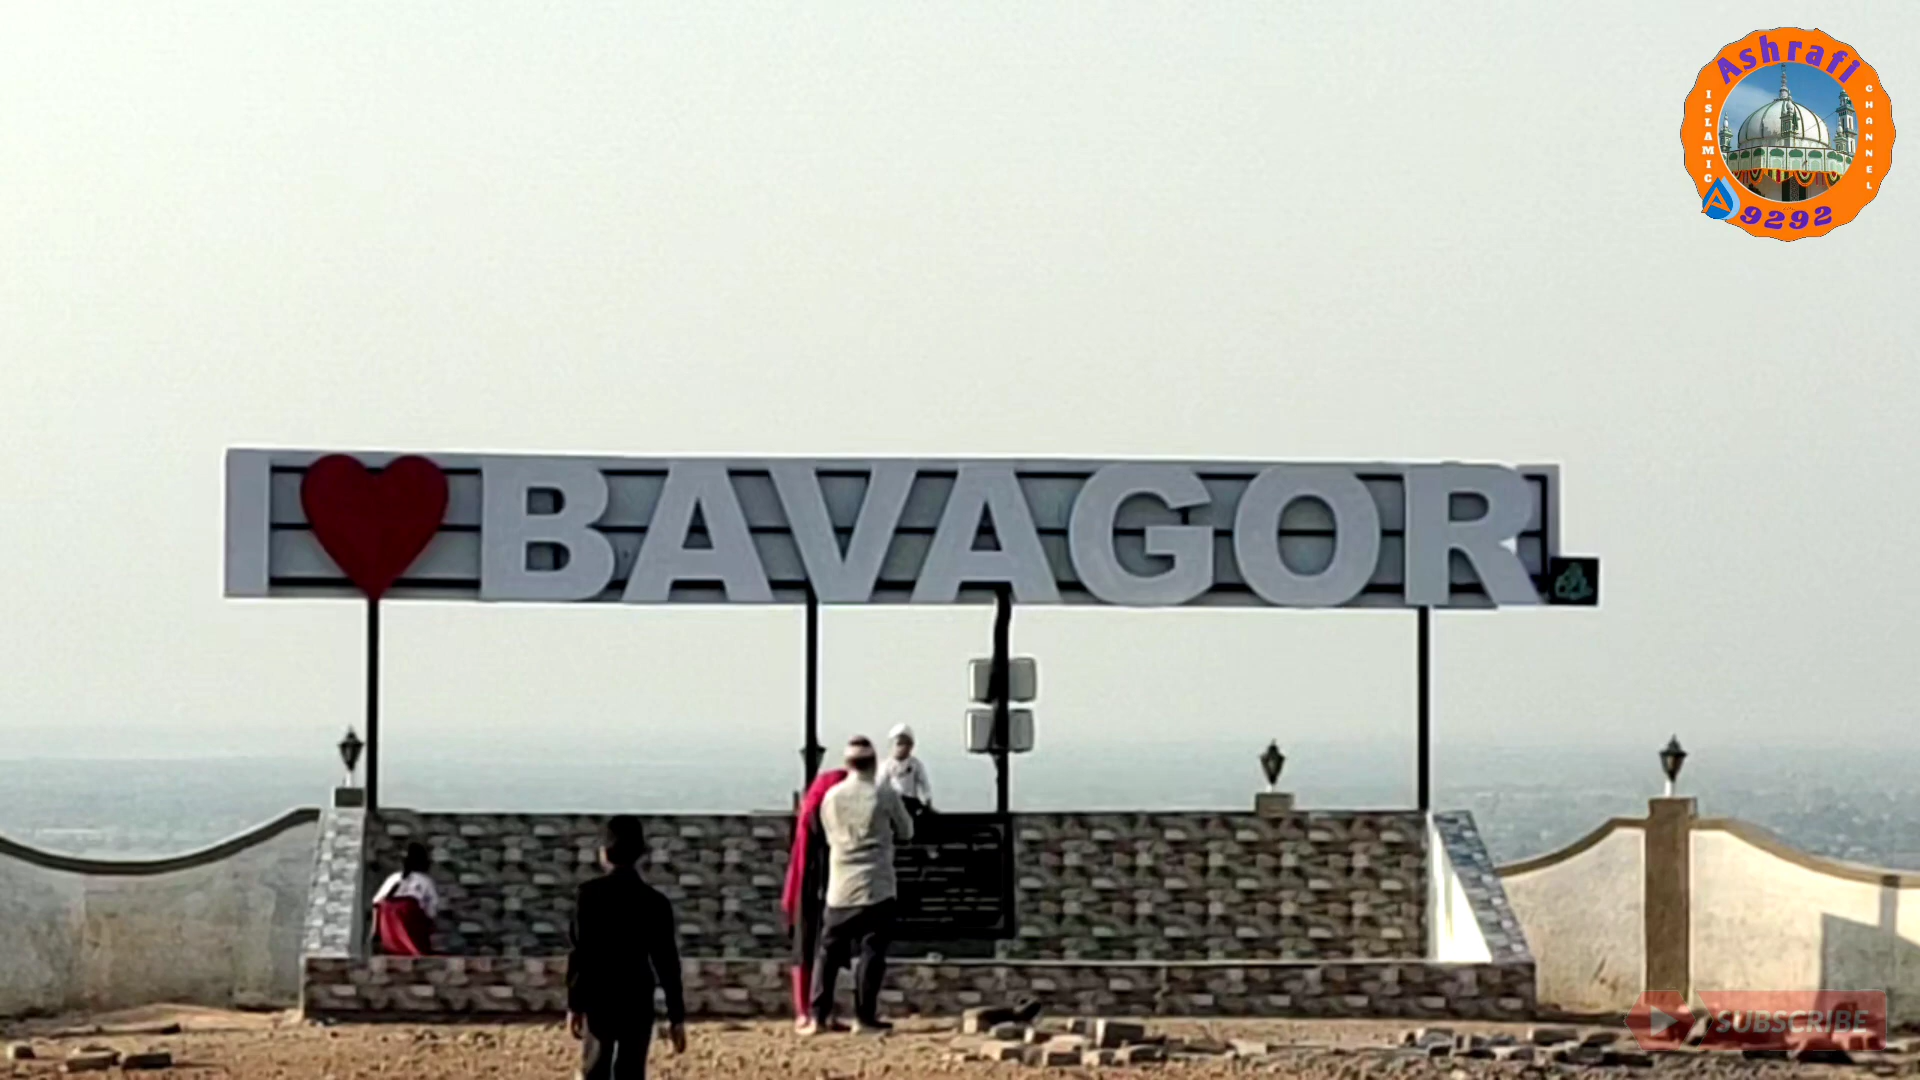 Ashrafi
ISLAMIC
CHANNEL
9292
I ♥ BAVAGOR
SUBSCRIBE